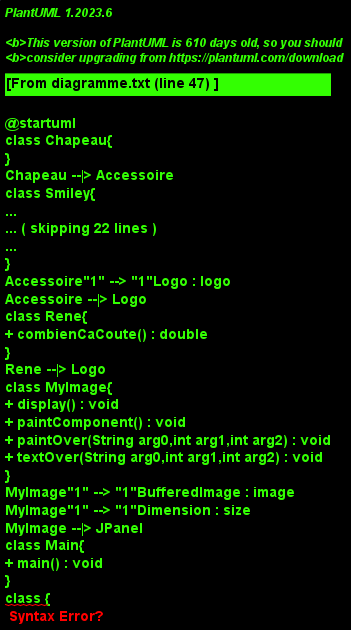 PlantUML 1.2023.6
<b>This version of PlantUML is 610 days old, so you should
<b>consider upgrading from https://plantuml.com/download
[From diagramme.txt (line 47) ]
@startuml
class Chapeau{
}
Chapeau --|> Accessoire
class Smiley{
...
... ( skipping 22 lines )
...
}
Accessoire"1" --> "1"Logo : logo
Accessoire --|> Logo
class Rene{
+ combienCaCoute() : double
}
Rene --|> Logo
class MyImage{
+ display() : void
+ paintComponent() : void
+ paintOver(String arg0,int arg1,int arg2) : void
+ textOver(String arg0,int arg1,int arg2) : void
}
MyImage"1" --> "1"BufferedImage : image
MyImage"1" --> "1"Dimension : size
MyImage --|> JPanel
class Main{
+ main() : void
}
class {
Syntax Error?